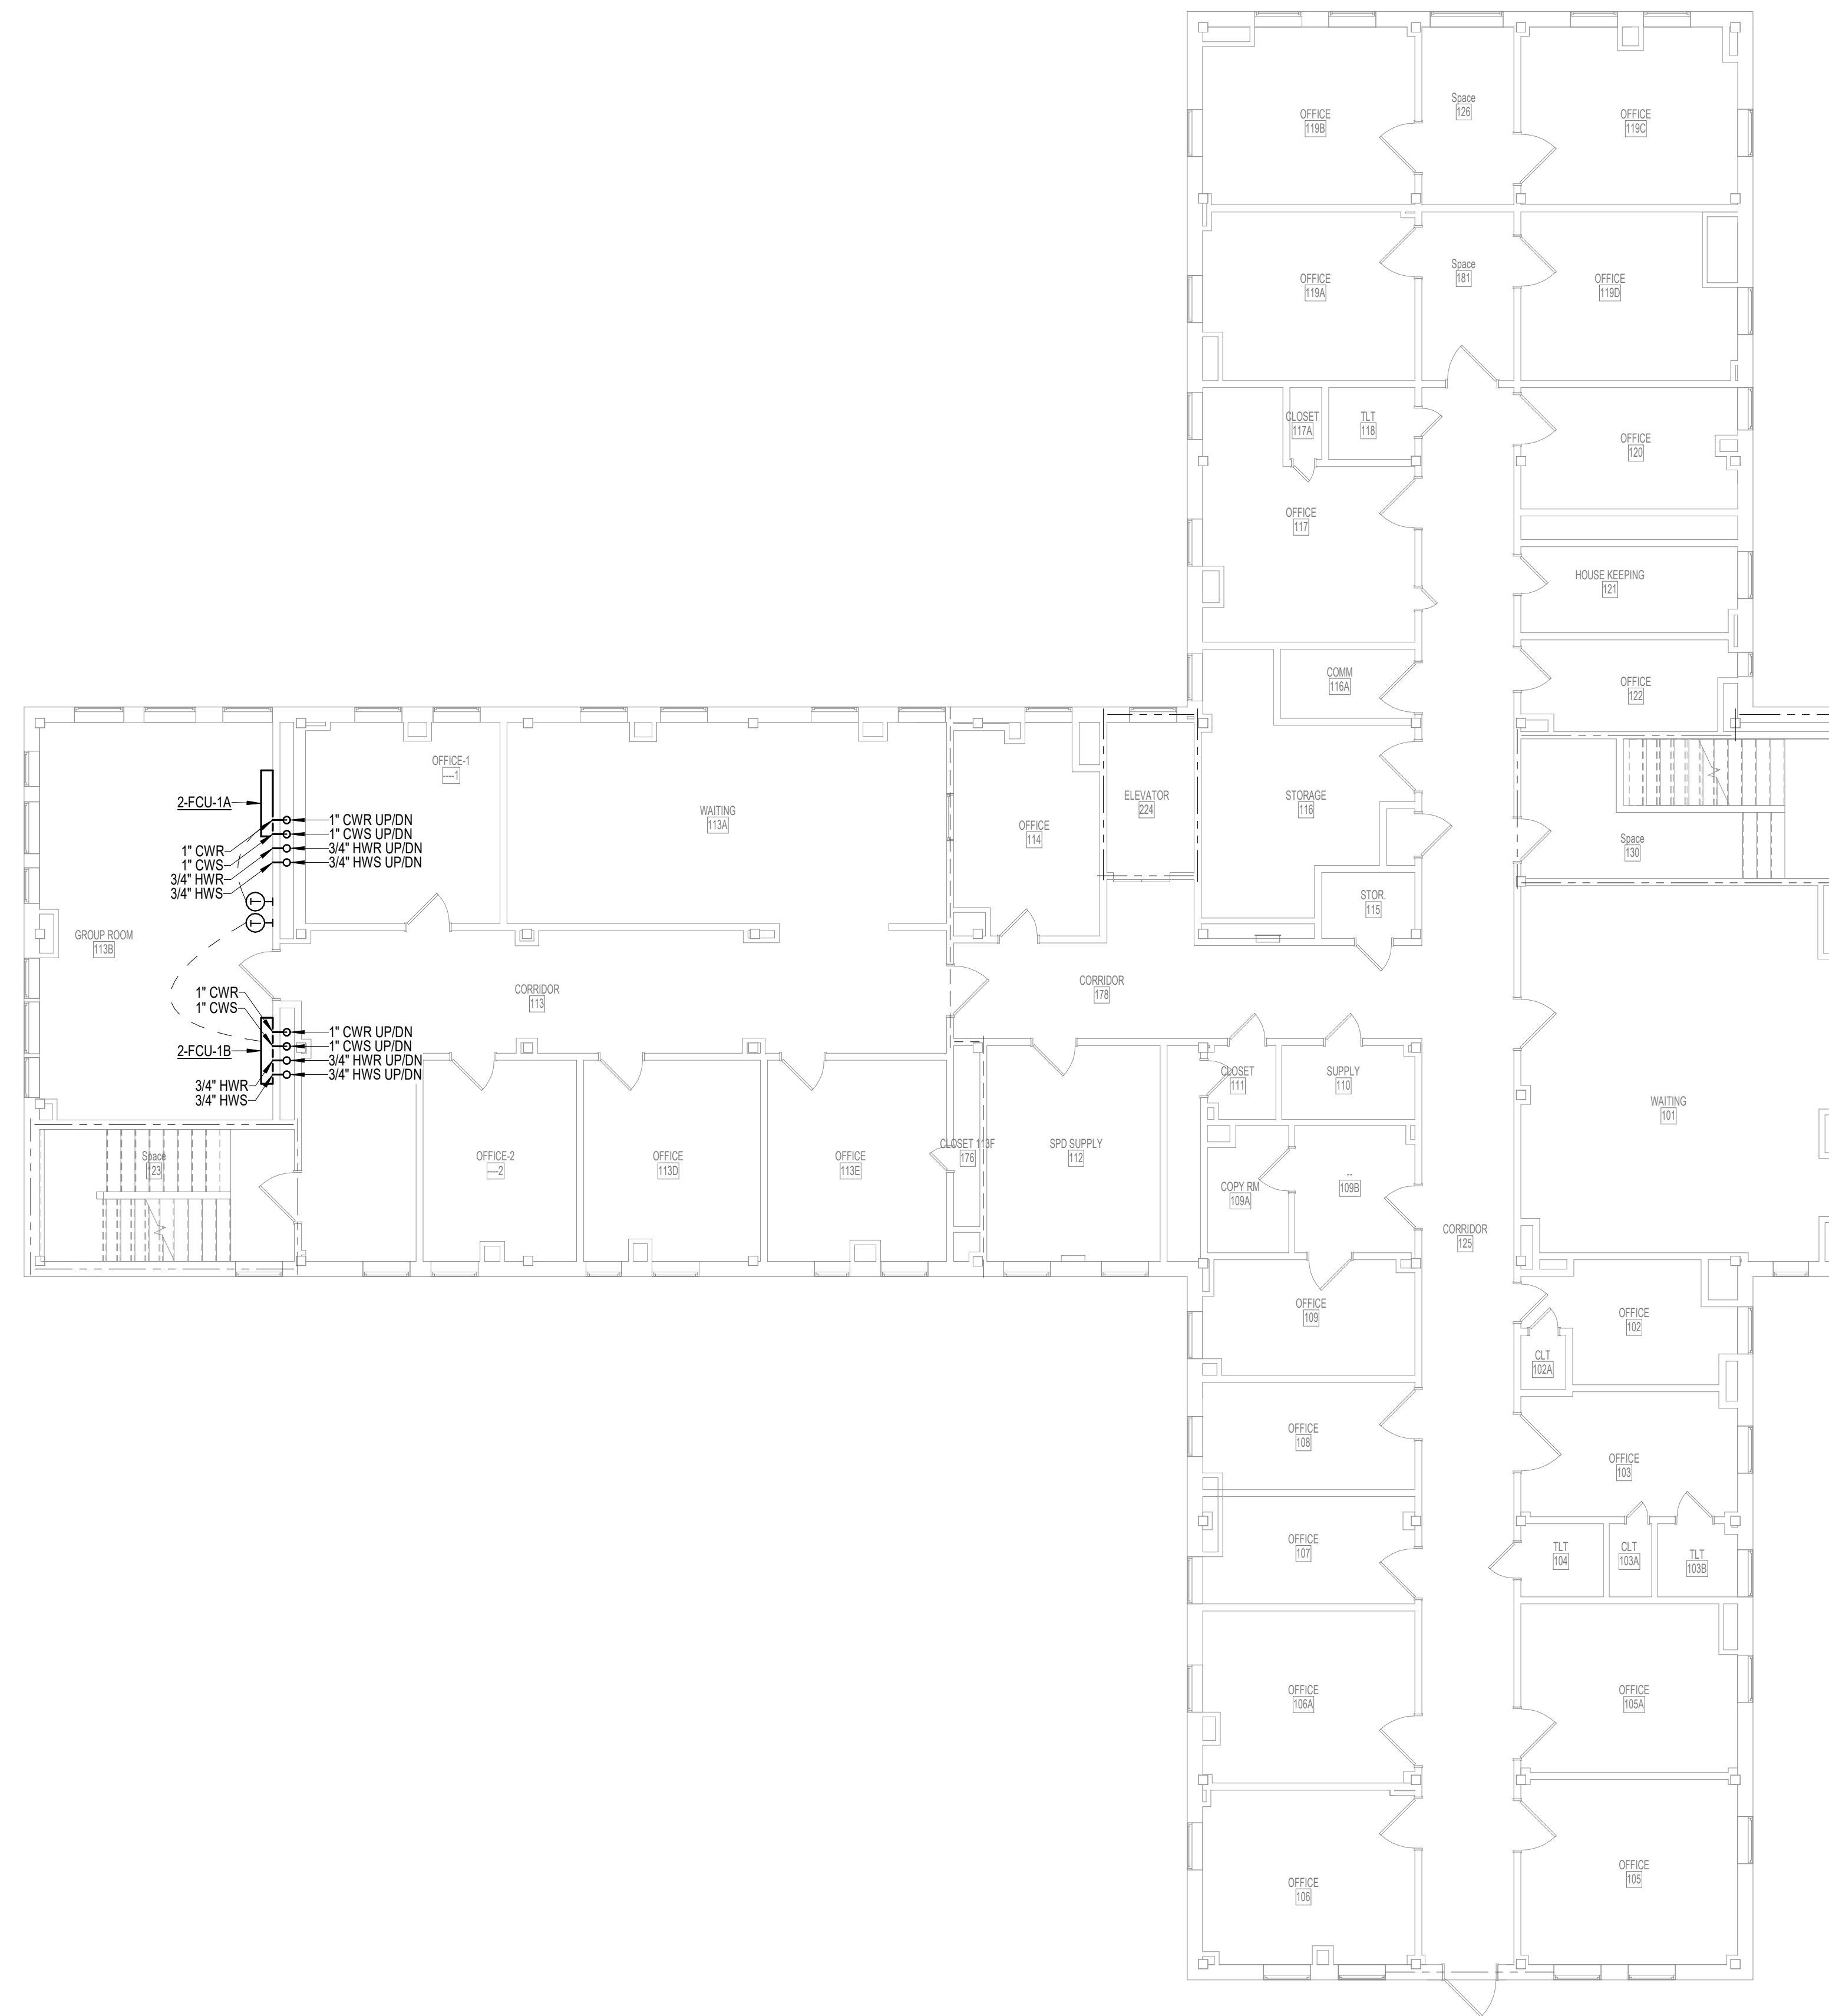 OFFICE
119B
Space
126
OFFICE
119C
OFFICE
119A
Space
181
OFFICE
119D
CLOSET
117A
TLT
118
OFFICE
120
OFFICE
117
HOUSE KEEPING
121
COMM
116A
OFFICE
122
OFFICE-1
----1
2-FCU-1A
WAITING
113A
ELEVATOR
224
STORAGE
116
OFFICE
114
Space
130
1" CWR UP/DN
1" CWS UP/DN
3/4" HWR UP/DN
3/4" HWS UP/DN
1" CWR
1" CWS
3/4" HWR
3/4" HWS
STOR.
115
GROUP ROOM
113B
CORRIDOR
113
CORRIDOR
178
1" CWR
1" CWS
2-FCU-1B
3/4" HWR
3/4" HWS
1" CWR UP/DN
1" CWS UP/DN
3/4" HWR UP/DN
3/4" HWS UP/DN
CLOSET
111
SUPPLY
110
WAITING
101
Space
123
OFFICE-2
----2
OFFICE
113D
OFFICE
113E
CLOSET 113F
176
SPD SUPPLY
112
COPY RM
109A
--
109B
CORRIDOR
125
OFFICE
109
OFFICE
102
CLT
102A
OFFICE
108
OFFICE
103
OFFICE
107
TLT
104
CLT
103A
TLT
103B
OFFICE
106A
OFFICE
105A
OFFICE
106
OFFICE
105